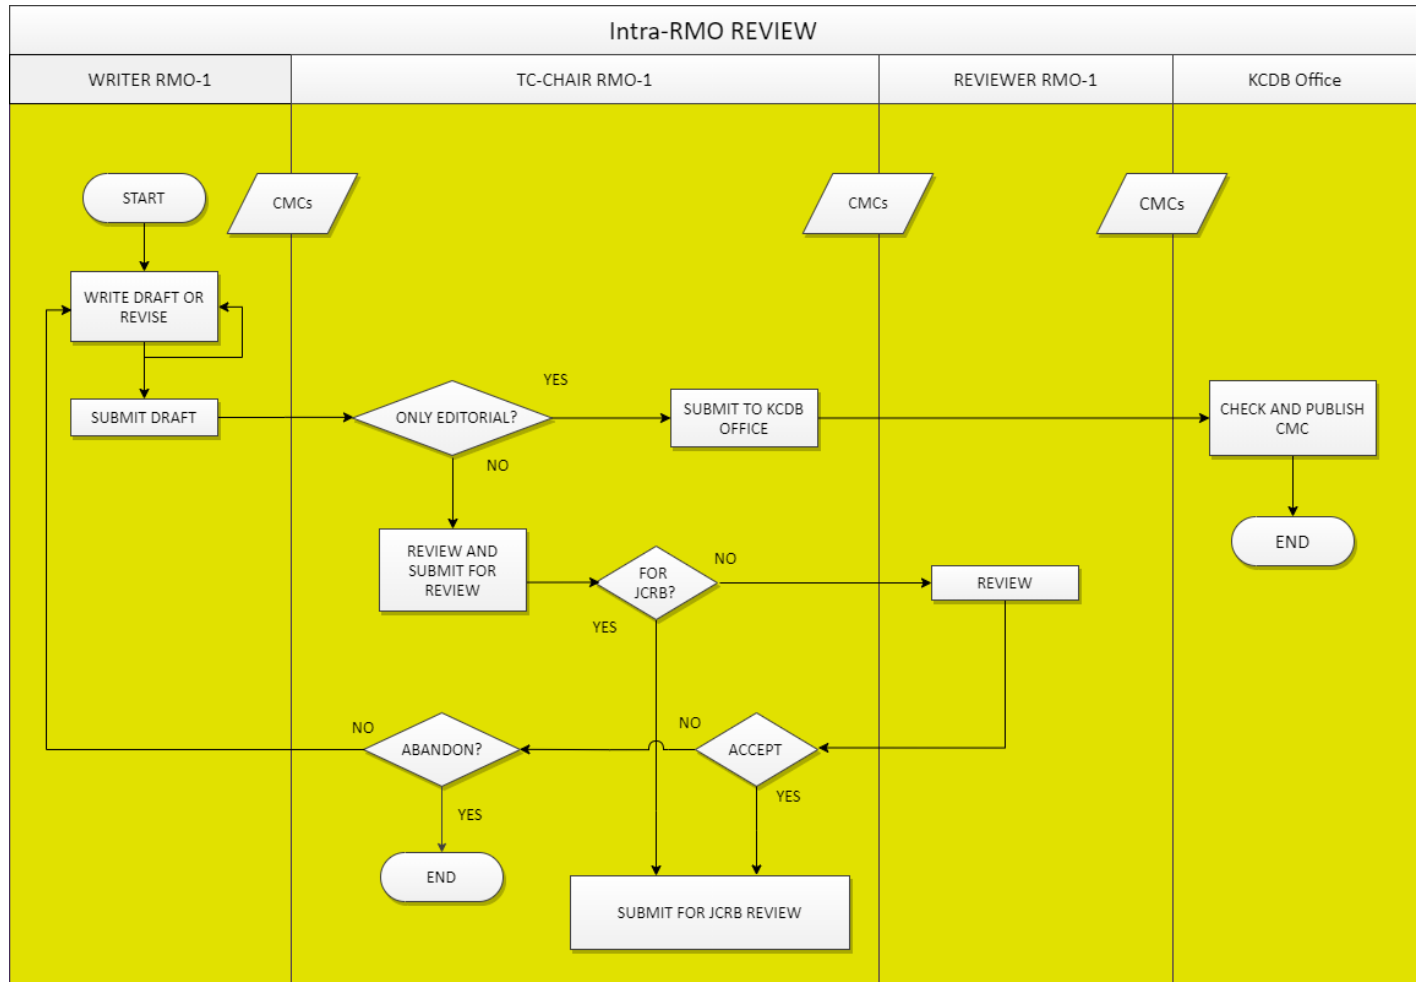 Intra-RMO REVIEW
WRITER RMO-1
TC-CHAIR RMO-1
REVIEWER RMO-1
KCDB Office
START
CMCs
CMCs
CMCs
WRITE DRAFT OR
REVISE
SUBMIT DRAFT
ONLY EDITORIAL?
YES
SUBMIT TO KCDB
OFFICE
CHECK AND PUBLISH
CMC
NO
END
REVIEW AND
SUBMIT FOR
REVIEW
FOR
JCRB?
NO
REVIEW
YES
NO
ABANDON?
NO
ACCEPT
YES
YES
END
SUBMIT FOR JCRB REVIEW